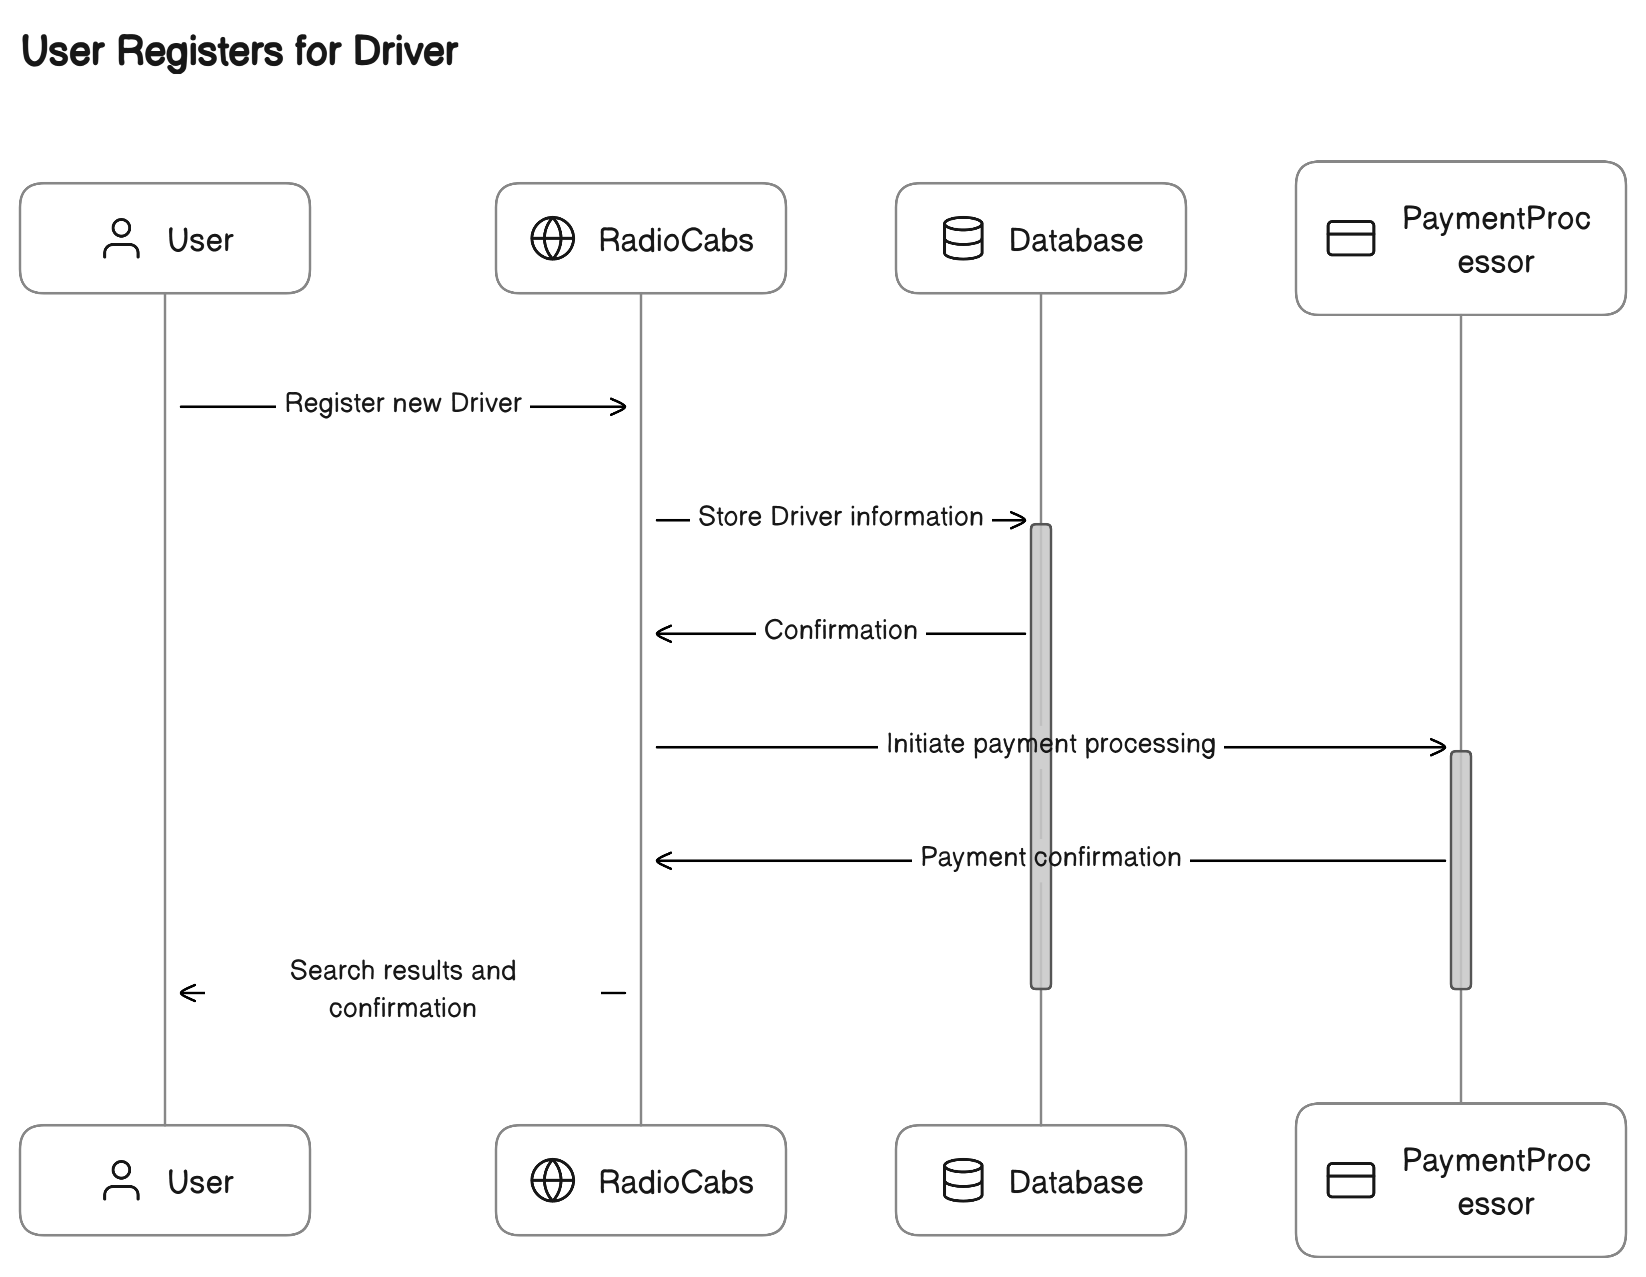 User Registers for Driver
User
RadioCabs
Database
PaymentProc
essor
Register new Driver
Store Driver information
Confirmation
Initiate payment processing
Payment confirmation
Search results and
confirmation
User
RadioCabs
Database
PaymentProc
essor